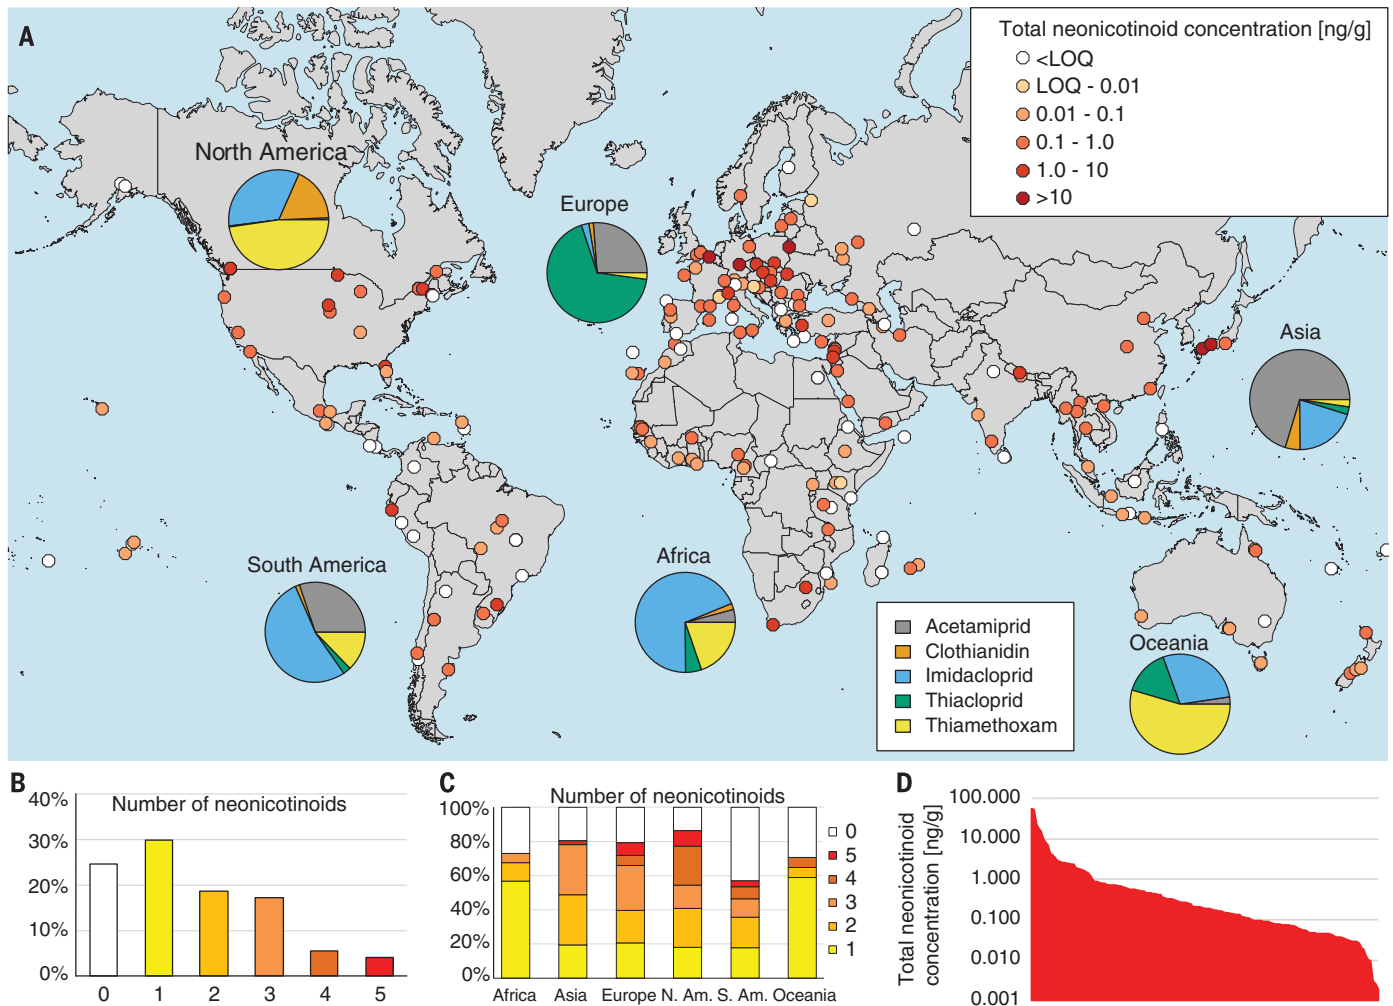 A
Total neonicotinoid concentration [ng/g]
<LOQ
LOQ - 0.01
0.01 - 0.1
0.1 - 1.0
1.0 - 10
>10
North America
Europe
Asia
South America
Africa
Oceania
Acetamiprid
Clothianidin
Imidacloprid
Thiacloprid
Thiamethoxam
B
Number of neonicotinoids
40%
30%
20%
10%
0%
0 1 2 3 4 5
C
Number of neonicotinoids
100%
80%
60%
40%
20%
0%
Africa Asia Europe N. Am. S. Am. Oceania
0
5
4
3
2
1
D
Total neonicotinoid
concentration [ng/g]
100.000
10.000
1.000
0.100
0.010
0.001